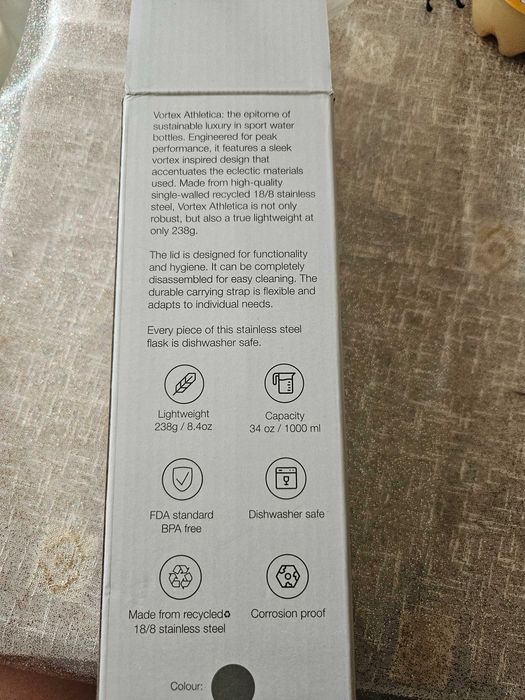 Vortex Athletica: the epitome of
sustainable luxury in sport water
bottles. Engineered for peak
performance, it features a sleek
vortex inspired design that
accentuates the eclectic materials
used. Made from high-quality
single-walled recycled 18/8 stainless
steel, Vortex Athletica is not only
robust, but also a true lightweight at
only 238g.
The lid is designed for functionality
and hygiene. It can be completely
disassembled for easy cleaning. The
durable carrying strap is flexible and
adapts to individual needs.
Every piece of this stainless steel
flask is dishwasher safe.
Lightweight
238g / 8.4oz
Capacity
34 oz / 1000 ml
FDA standard
BPA free
Dishwasher safe
Made from recycled♻
18/8 stainless steel
Corrosion proof
Colour: